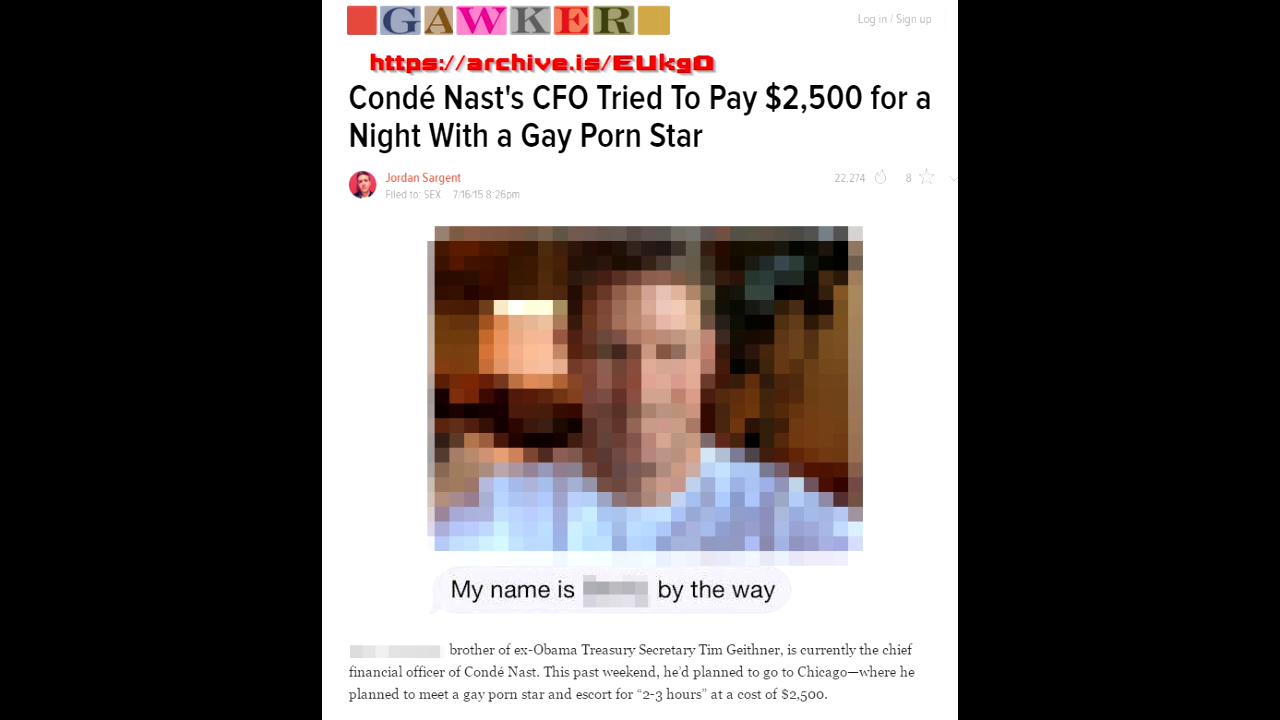 GAWKER
Log in / Sign up
https://archive.is/EUkgO
Condé Nast's CFO Tried To Pay $2,500 for a
Night With a Gay Porn Star
Jordan Sargent
22,274
8
Filed to: SEX 7/16/15 8:26pm
My name is by the way
brother of ex-Obama Treasury Secretary Tim Geithner, is currently the chief
financial officer of Condé Nast. This past weekend, he'd planned to go to Chicago—where he
planned to meet a gay porn star and escort for “2-3 hours” at a cost of $2,500.